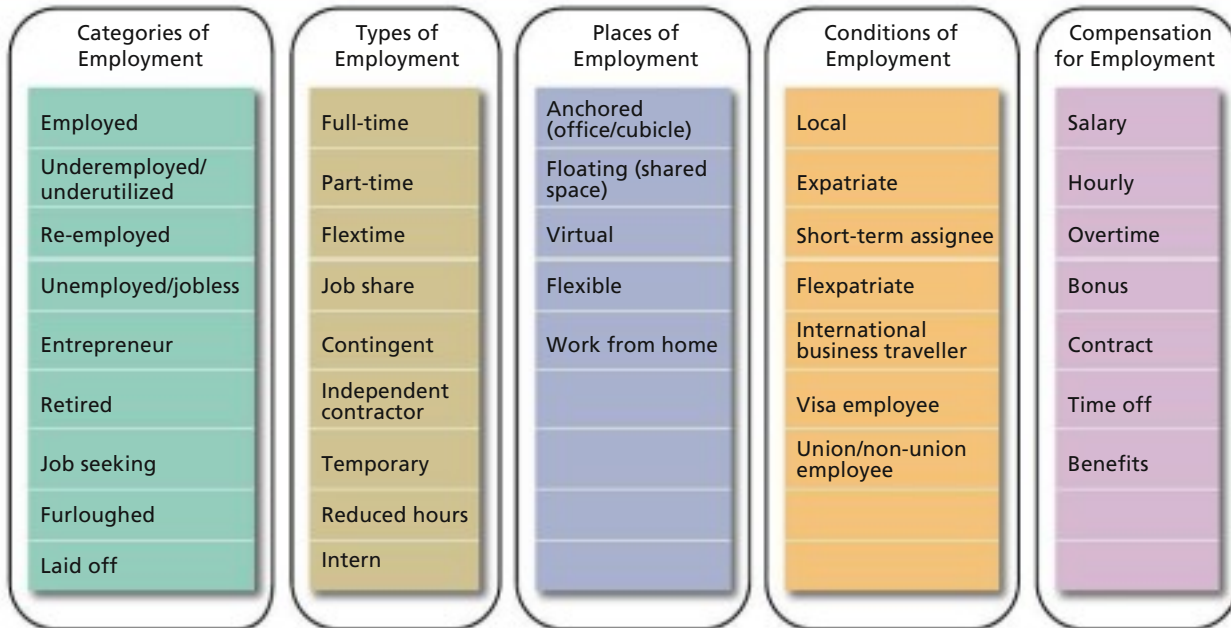 Categories of
Employment
Employed
Underemployed/
underutilized
Re-employed
Unemployed/jobless
Entrepreneur
Retired
Job seeking
Furloughed
Laid off
Types of
Employment
Full-time
Part-time
Flextime
Job share
Contingent
Independent
contractor
Temporary
Reduced hours
Intern
Places of
Employment
Anchored
(office/cubicle)
Floating (shared
space)
Virtual
Flexible
Work from home
Conditions of
Employment
Local
Expatriate
Short-term assignee
Flexpatriate
International
business traveller
Visa employee
Union/non-union
employee
Compensation
for Employment
Salary
Hourly
Overtime
Bonus
Contract
Time off
Benefits